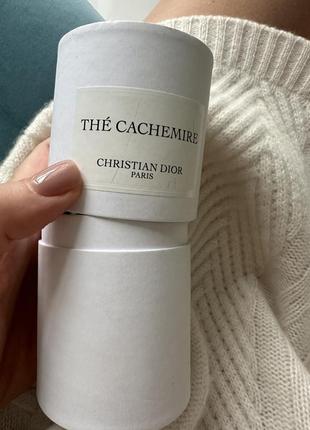 THÉ CACHEMIRE
CHRISTIAN DIOR
PARIS